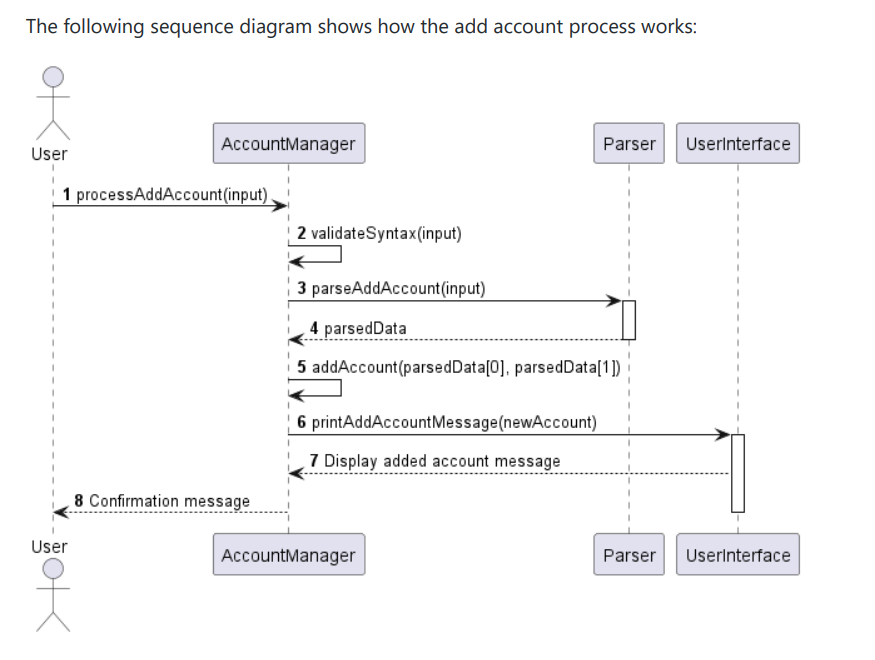 The following sequence diagram shows how the add account process works:
User
AccountManager
Parser
UserInterface
1 processAddAccount(input)
2 validateSyntax(input)
3 parseAddAccount(input)
4 parsedData
5 addAccount(parsedData[0], parsedData[1])
6 printAddAccountMessage(newAccount)
7 Display added account message
8 Confirmation message
User
AccountManager
Parser
UserInterface